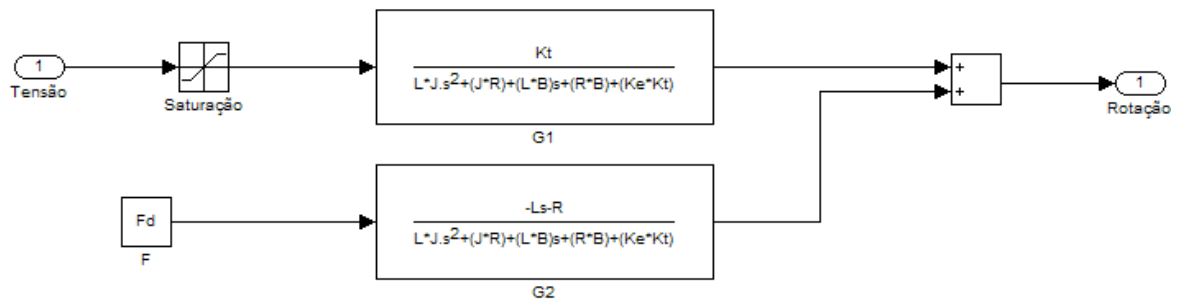 1
Tensão
Saturação
Kt
L*J.s2+(J*R)+(L*B)s+(R*B)+(Ke*Kt)
G1
+
+
1
Rotação
Fd
F
-Ls-R
L*J.s2+(J*R)+(L*B)s+(R*B)+(Ke*Kt)
G2